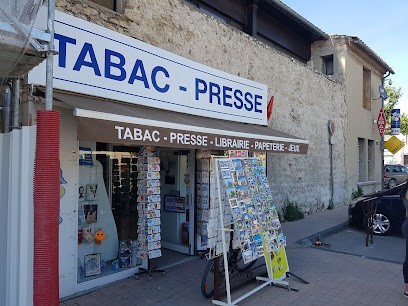 TABAC - PRESSE
TABAC - PRESSE - LIBRAIRIE - PAPETERIE - JEUX